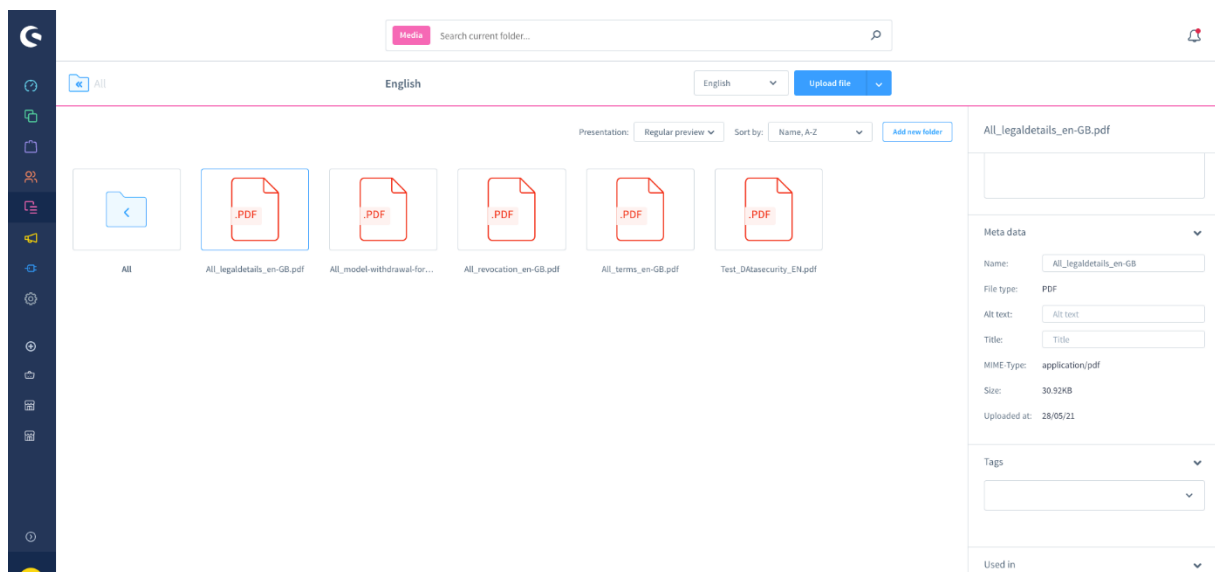 Media Search current folder...
All English English Upload file
Presentation: Regular preview Sort by: Name, A-Z Add new folder
.PDF .PDF .PDF .PDF .PDF
All All_legaldetails_en-GB.pdf All_model-withdrawal-for... All_revocation_en-GB.pdf All_terms_en-GB.pdf Test_DAtasecurity_EN.pdf
All_legaldetails_en-GB.pdf
Meta data
Name: All_legaldetails_en-GB
File type: PDF
Alt text: Alt text
Title: Title
MIME-Type: application/pdf
Size: 30.92KB
Uploaded at: 28/05/21
Tags
Used in